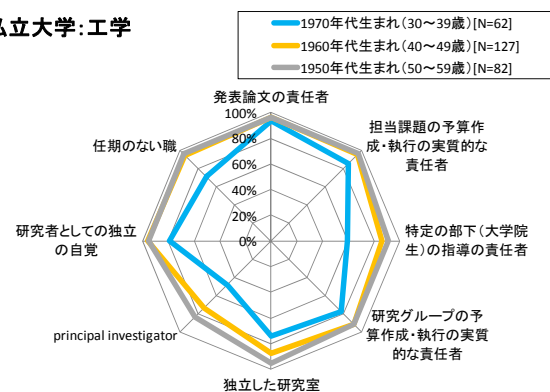 私立大学:工学
1970年代生まれ(30～39歳)[N=62]
1960年代生まれ(40～49歳)[N=127]
1950年代生まれ(50～59歳)[N=82]
発表論文の責任者
担当課題の予算作
成・執行の実質的な
責任者
特定の部下(大学院
生)の指導の責任者
研究グループの予
算作成・執行の実質
的な責任者
独立した研究室
principal investigator
研究者としての独立
の自覚
任期のない職
100%
80%
60%
40%
20%
0%